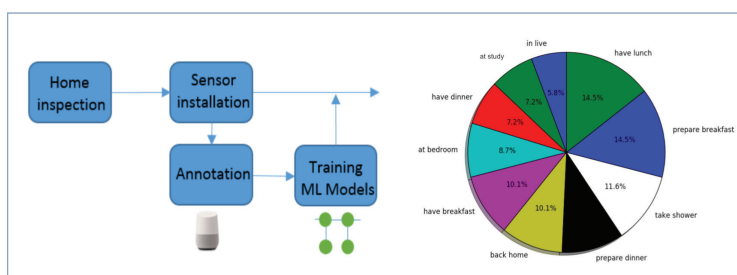 Home
inspection
Sensor
installation
Annotation
Training
ML Models
in live
at study
have lunch
have dinner
prepare breakfast
at bedroom
have breakfast
take shower
back home
prepare dinner
5.8%
7.2%
14.5%
7.2%
14.5%
8.7%
11.6%
10.1%
10.1%